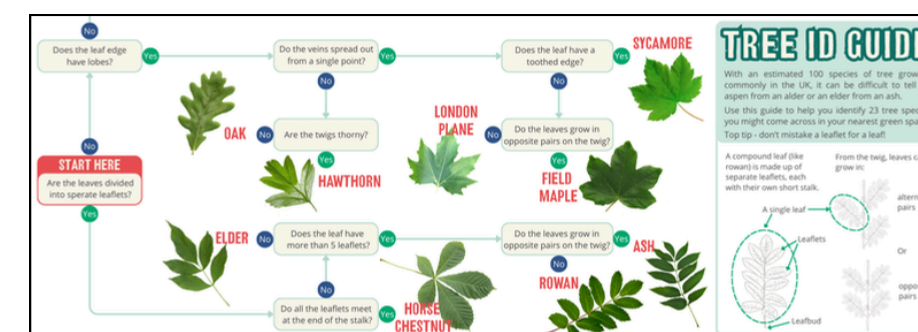 No
Does the leaf edge
have lobes?
Yes
Do the veins spread out
from a single point?
Yes
Does the leaf have a
toothed edge?
Yes
SYCAMORE
No
No
OAK
No
Are the twigs thorny?
Yes
HAWTHORN
LONDON
PLANE
No
Do the leaves grow in
opposite pairs on the twig?
Yes
FIELD
MAPLE
No
START HERE
Are the leaves divided
into sperate leaflets?
Yes
ELDER
No
Does the leaf have
more than 5 leaflets?
Yes
Do the leaves grow in
opposite pairs on the twig?
Yes
ASH
No
ROWAN
No
Do all the leaflets meet
at the end of the stalk?
Yes
HORSE
CHESTNUT
TREE ID GUID
With an estimated 100 species of tree grow
commonly in the UK, it can be difficult to tell
aspen from an alder or an elder from an ash.
Use this guide to help you identify 23 tree spec
you might come across in your nearest green spa
Top tip - don't mistake a leaflet for a leaf!
A compound leaf (like
rowan) is made up of
separate leaflets, each
with their own short stalk.
From the twig, leaves c
grow in:
A single leaf
Leaflets
Leafbud
altern
pairs
Or
oppo
pairs